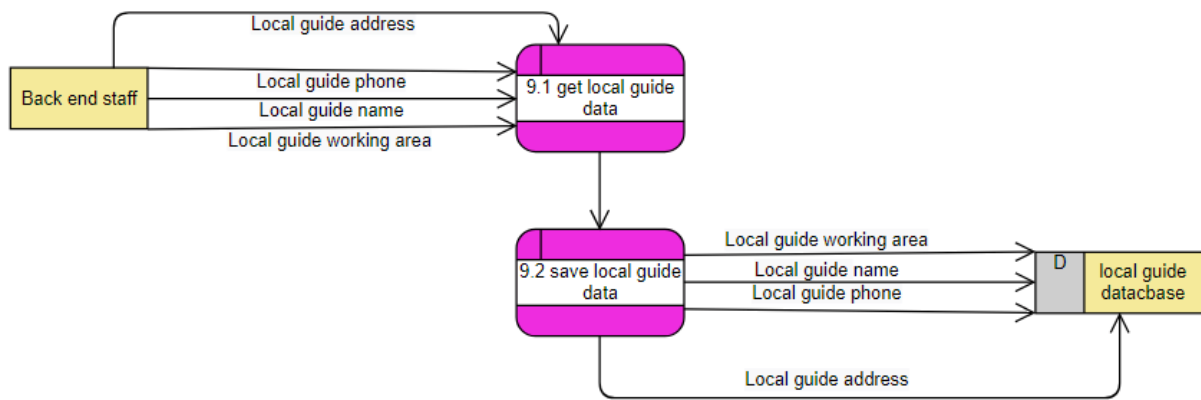 Local guide address
Back end staff
Local guide phone
Local guide name
Local guide working area
9.1 get local guide
data
9.2 save local guide
data
Local guide working area
Local guide name
Local guide phone
D
local guide
datacbase
Local guide address